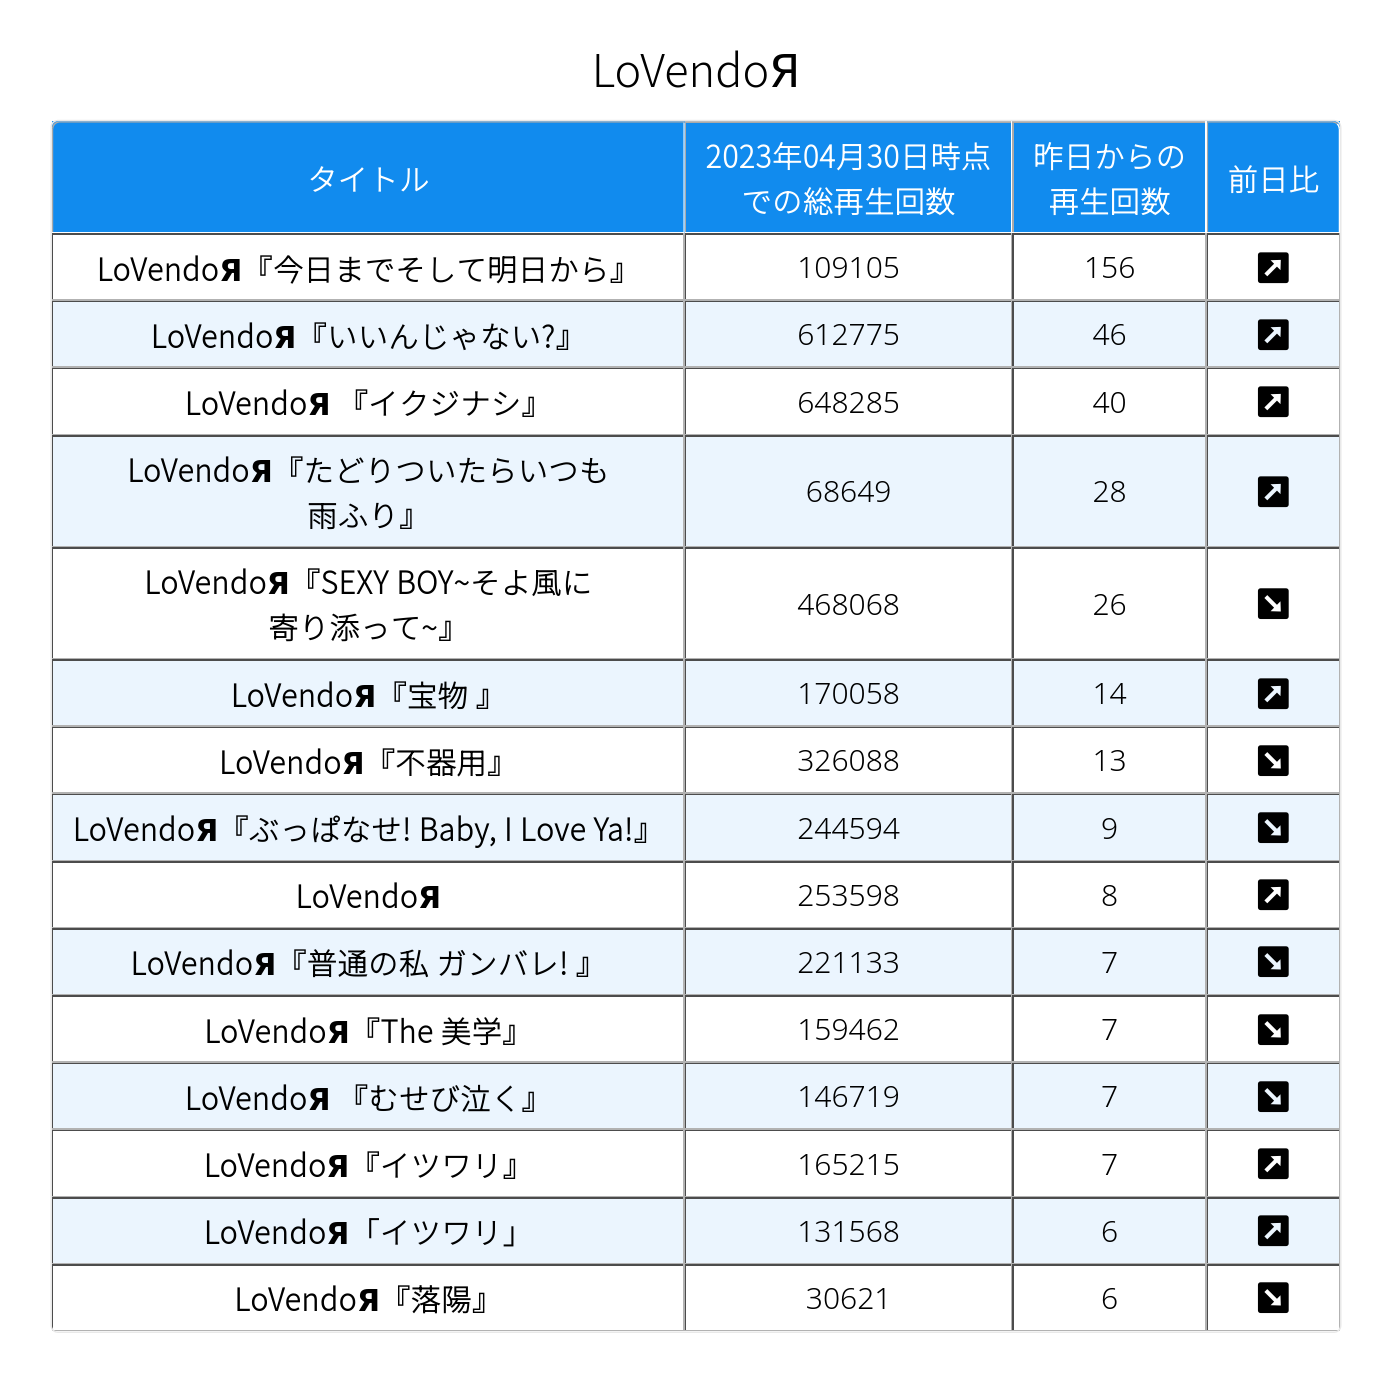 LoVendoЯ
タイトル
2023年04月30日時点
での総再生回数
昨日からの
再生回数
前日比
LoVendoЯ『今日までそして明日から』 109105 156 ↗
LoVendoЯ『いいんじゃない?』 612775 46 ↗
LoVendoЯ 『イクジナシ』 648285 40 ↗
LoVendoЯ『たどりついたらいつも
雨ふり』 68649 28 ↗
LoVendoЯ『SEXY BOY~そよ風に
寄り添って~』 468068 26 ↘
LoVendoЯ『宝物 』 170058 14 ↗
LoVendoЯ『不器用』 326088 13 ↘
LoVendoЯ『ぶっぱなせ! Baby, I Love Ya!』 244594 9 ↘
LoVendoЯ 253598 8 ↗
LoVendoЯ『普通の私 ガンバレ! 』 221133 7 ↘
LoVendoЯ『The 美学』 159462 7 ↘
LoVendoЯ 『むせび泣く』 146719 7 ↘
LoVendoЯ『イツワリ』 165215 7 ↗
LoVendoЯ「イツワリ」 131568 6 ↗
LoVendoЯ『落陽』 30621 6 ↘